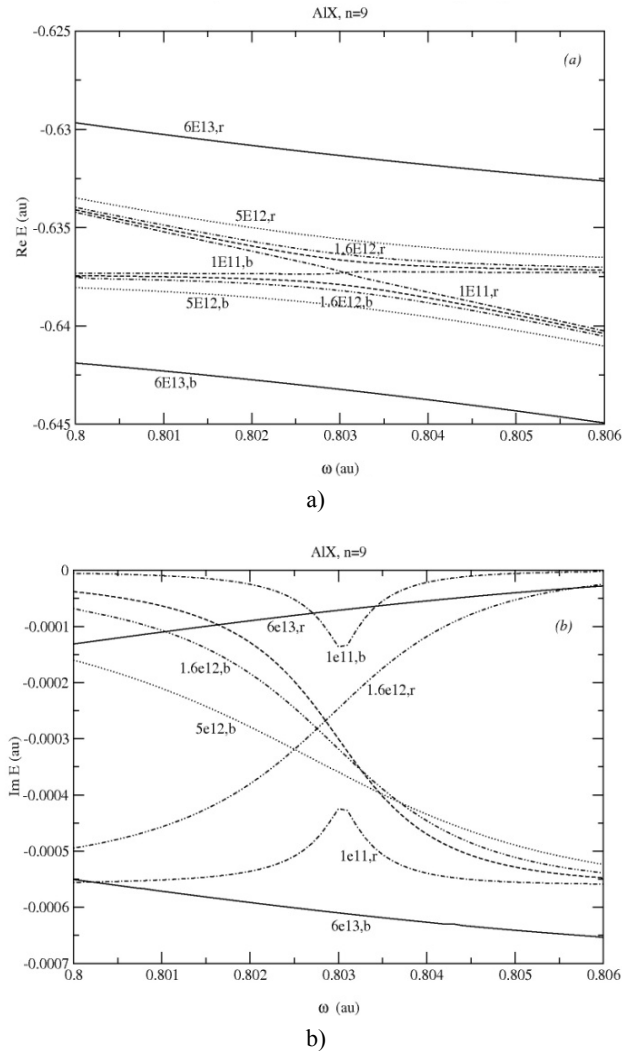 AlX, n=9
-0.625
(a)
6E13,r
-0.63
Re E (au)
5E12,r
-0.635
1.6E12,r
1E11,b
1E11,r
5E12,b
1.6E12,b
-0.64
6E13,b
-0.645
0.8 0.801 0.802 0.803 0.804 0.805 0.806
ω (au)
a)
AlX, n=9
0
(b)
6e13,r
-0.0001
1e11,b
1.6e12,b
1.6e12,r
-0.0002
5e12,b
-0.0003
Im E (au)
-0.0004
1e11,r
-0.0005
-0.0006
6e13,b
-0.0007
0.8 0.801 0.802 0.803 0.804 0.805 0.806
ω (au)
b)